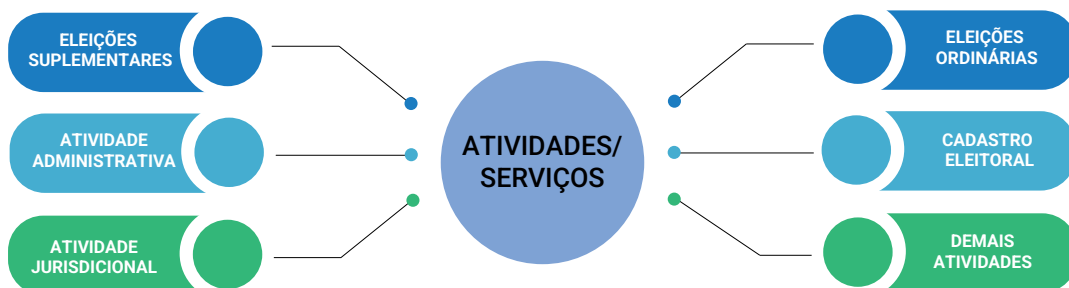 ELEIÇÕES
SUPLEMENTARES
ATIVIDADE
ADMINISTRATIVA
ATIVIDADE
JURISDICIONAL
ATIVIDADES/
SERVIÇOS
ELEIÇÕES
ORDINÁRIAS
CADASTRO
ELEITORAL
DEMAIS
ATIVIDADES